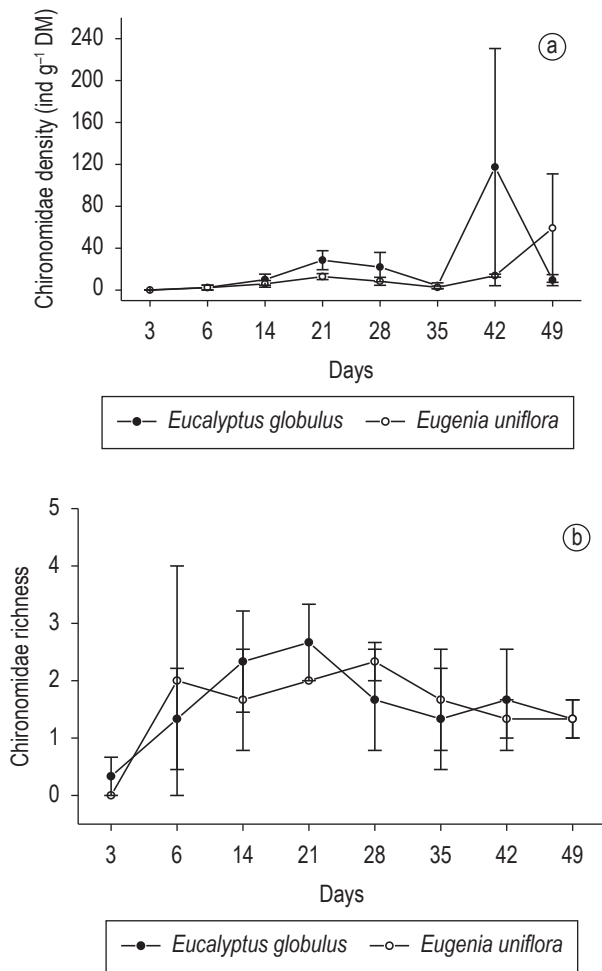 240
200
160
120
80
40
0
Chironomidae density (ind g⁻¹ DM)
a
3 6 14 21 28 35 42 49
Days
Eucalyptus globulus Eugenia uniflora
5
4
3
2
1
0
Chironomidae richness
b
3 6 14 21 28 35 42 49
Days
Eucalyptus globulus Eugenia uniflora